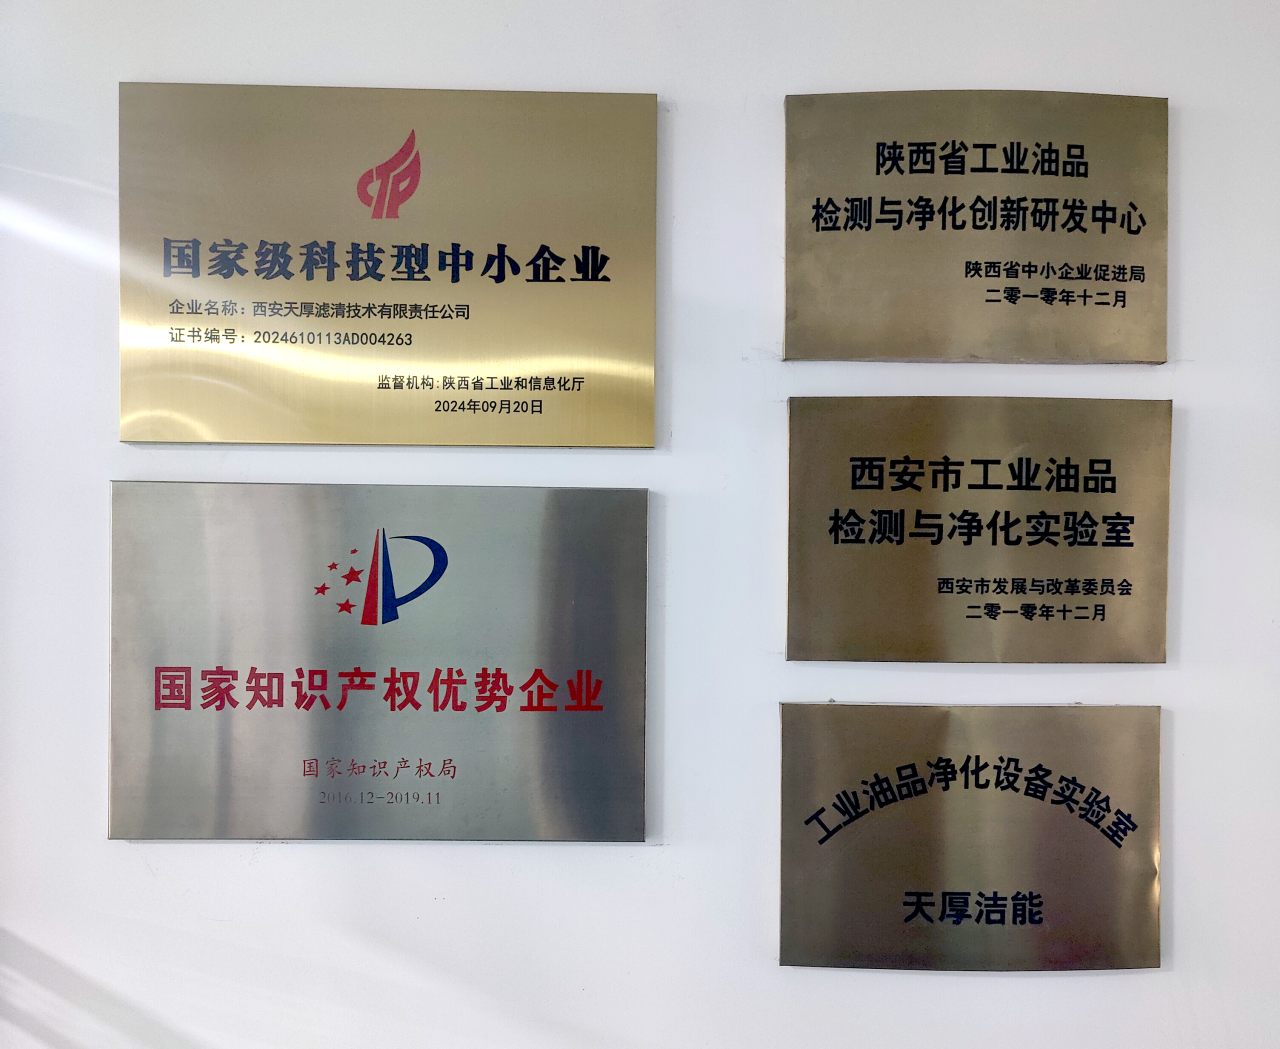 CTP
国家级科技型中小企业
企业名称：西安天厚滤清技术有限责任公司
证书编号：2024610113AD004263
监督机构:陕西省工业和信息化厅
2024年09月20日
国家知识产权优势企业
国家知识产权局
2016.12-2019.11
陕西省工业油品
检测与净化创新研发中心
陕西省中小企业促进局
二零一零年十二月
西安市工业油品
检测与净化实验室
西安市发展与改革委员会
二零一零年十二月
工业油品净化设备实验室
天厚洁能